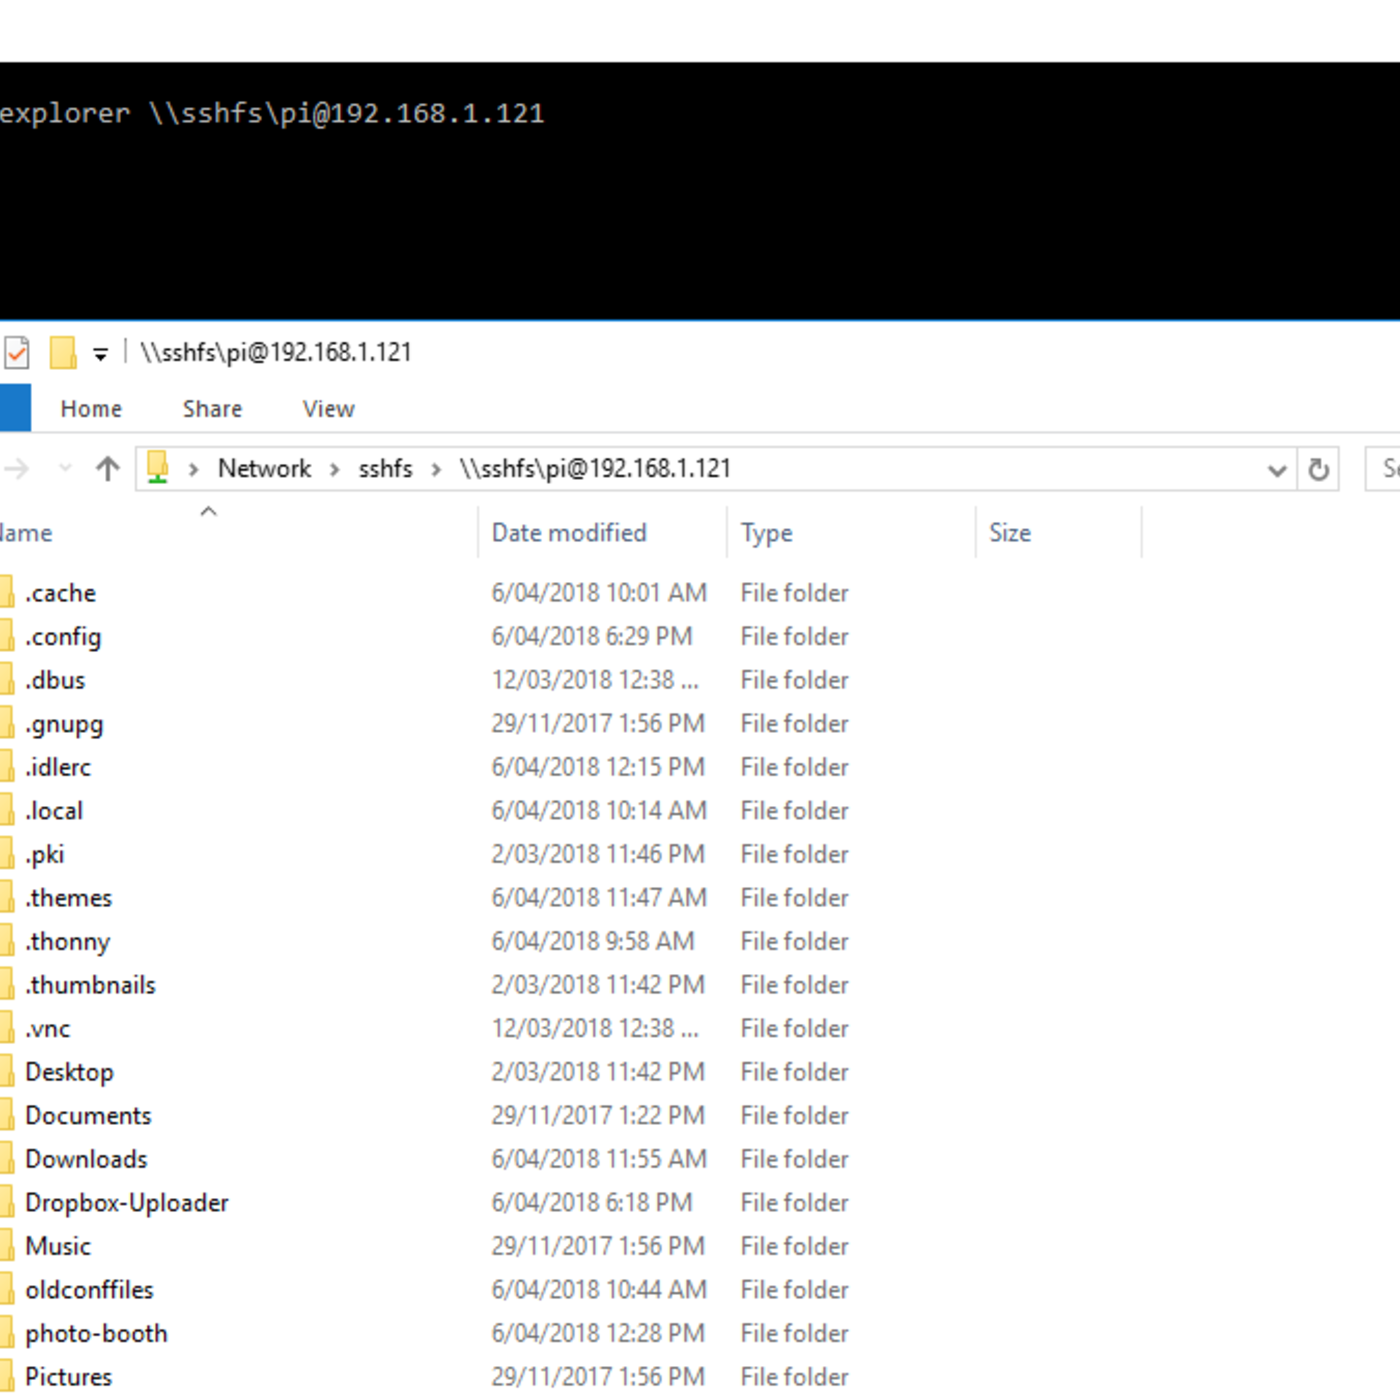 explorer \\sshfs\pi@192.168.1.121
\\sshfs\pi@192.168.1.121
Home Share View
Network sshfs \\sshfs\pi@192.168.1.121
Date modified Type Size
.cache 6/04/2018 10:01 AM File folder
.config 6/04/2018 6:29 PM File folder
.dbus 12/03/2018 12:38 ... File folder
.gnupg 29/11/2017 1:56 PM File folder
.idlerc 6/04/2018 12:15 PM File folder
.local 6/04/2018 10:14 AM File folder
.pki 2/03/2018 11:46 PM File folder
.themes 6/04/2018 11:47 AM File folder
.thonny 6/04/2018 9:58 AM File folder
.thumbnails 2/03/2018 11:42 PM File folder
.vnc 12/03/2018 12:38 ... File folder
Desktop 2/03/2018 11:42 PM File folder
Documents 29/11/2017 1:22 PM File folder
Downloads 6/04/2018 11:55 AM File folder
Dropbox-Uploader 6/04/2018 6:18 PM File folder
Music 29/11/2017 1:56 PM File folder
oldconffiles 6/04/2018 10:44 AM File folder
photo-booth 6/04/2018 12:28 PM File folder
Pictures 29/11/2017 1:56 PM File folder